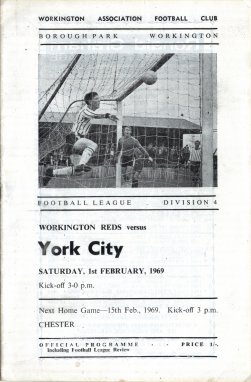 WORKINGTON ASSOCIATION FOOTBALL CLUB
BOROUGH PARK WORKINGTON
FOOTBALL LEAGUE DIVISION 4
WORKINGTON REDS versus
York City
SATURDAY, 1st FEBRUARY, 1969
Kick-off 3-0 p.m.
Next Home Game—15th Feb., 1969. Kick-off 3 p.m.
CHESTER
OFFICIAL PROGRAMME PRICE 1/-
Including Football League Review